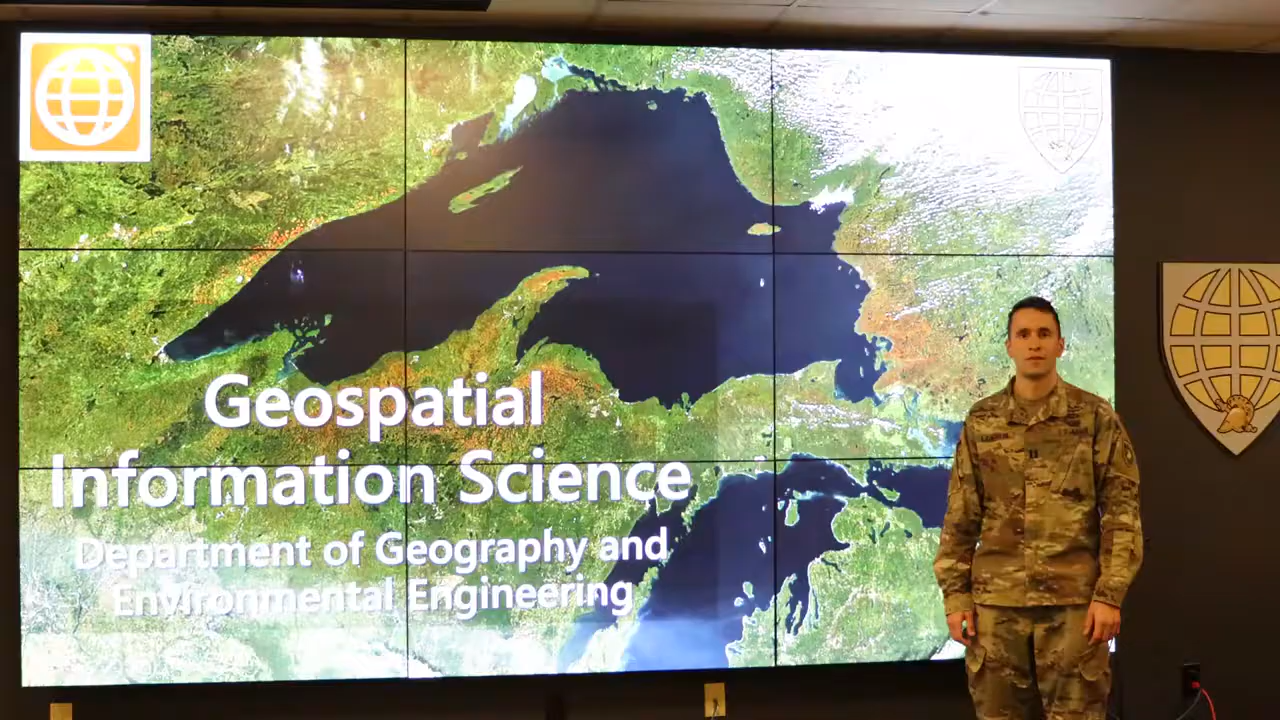 Geospatial
Information Science
Department of Geography and
Environmental Engineering